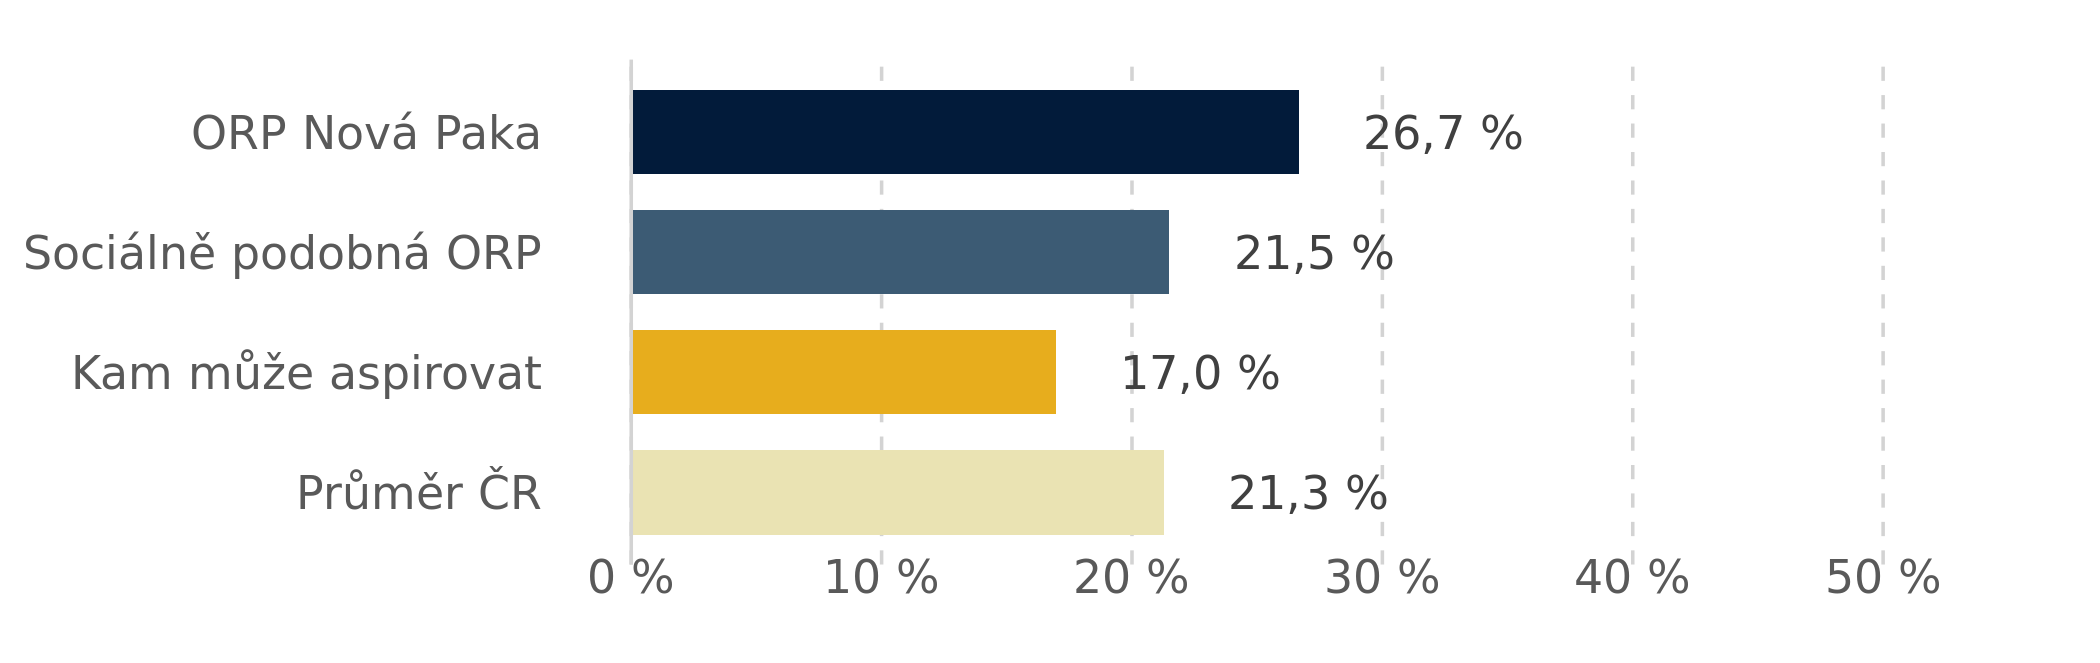 ORP Nová Paka 26,7 %
Sociálně podobná ORP 21,5 %
Kam může aspirovat 17,0 %
Průměr ČR 21,3 %
0 % 10 % 20 % 30 % 40 % 50 %